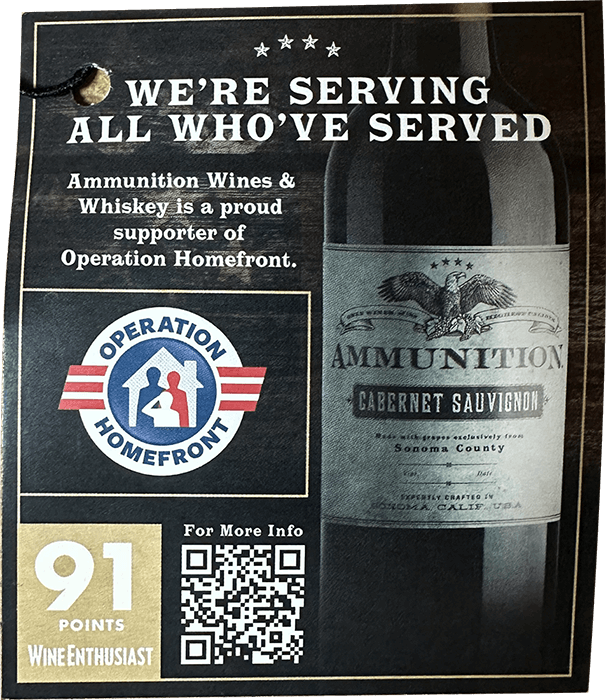 WE'RE SERVING
ALL WHO'VE SERVED
Ammunition Wines &
Whiskey is a proud
supporter of
Operation Homefront.
OPERATION
HOMEFRONT
91
POINTS
WINE ENTHUSIAST
For More Info
AMMUNITION
CABERNET SAUVIGNON
Made with grapes exclusively from
Sonoma County
EXPERTLY CRAFTED IN
SONOMA, CALIF. USA